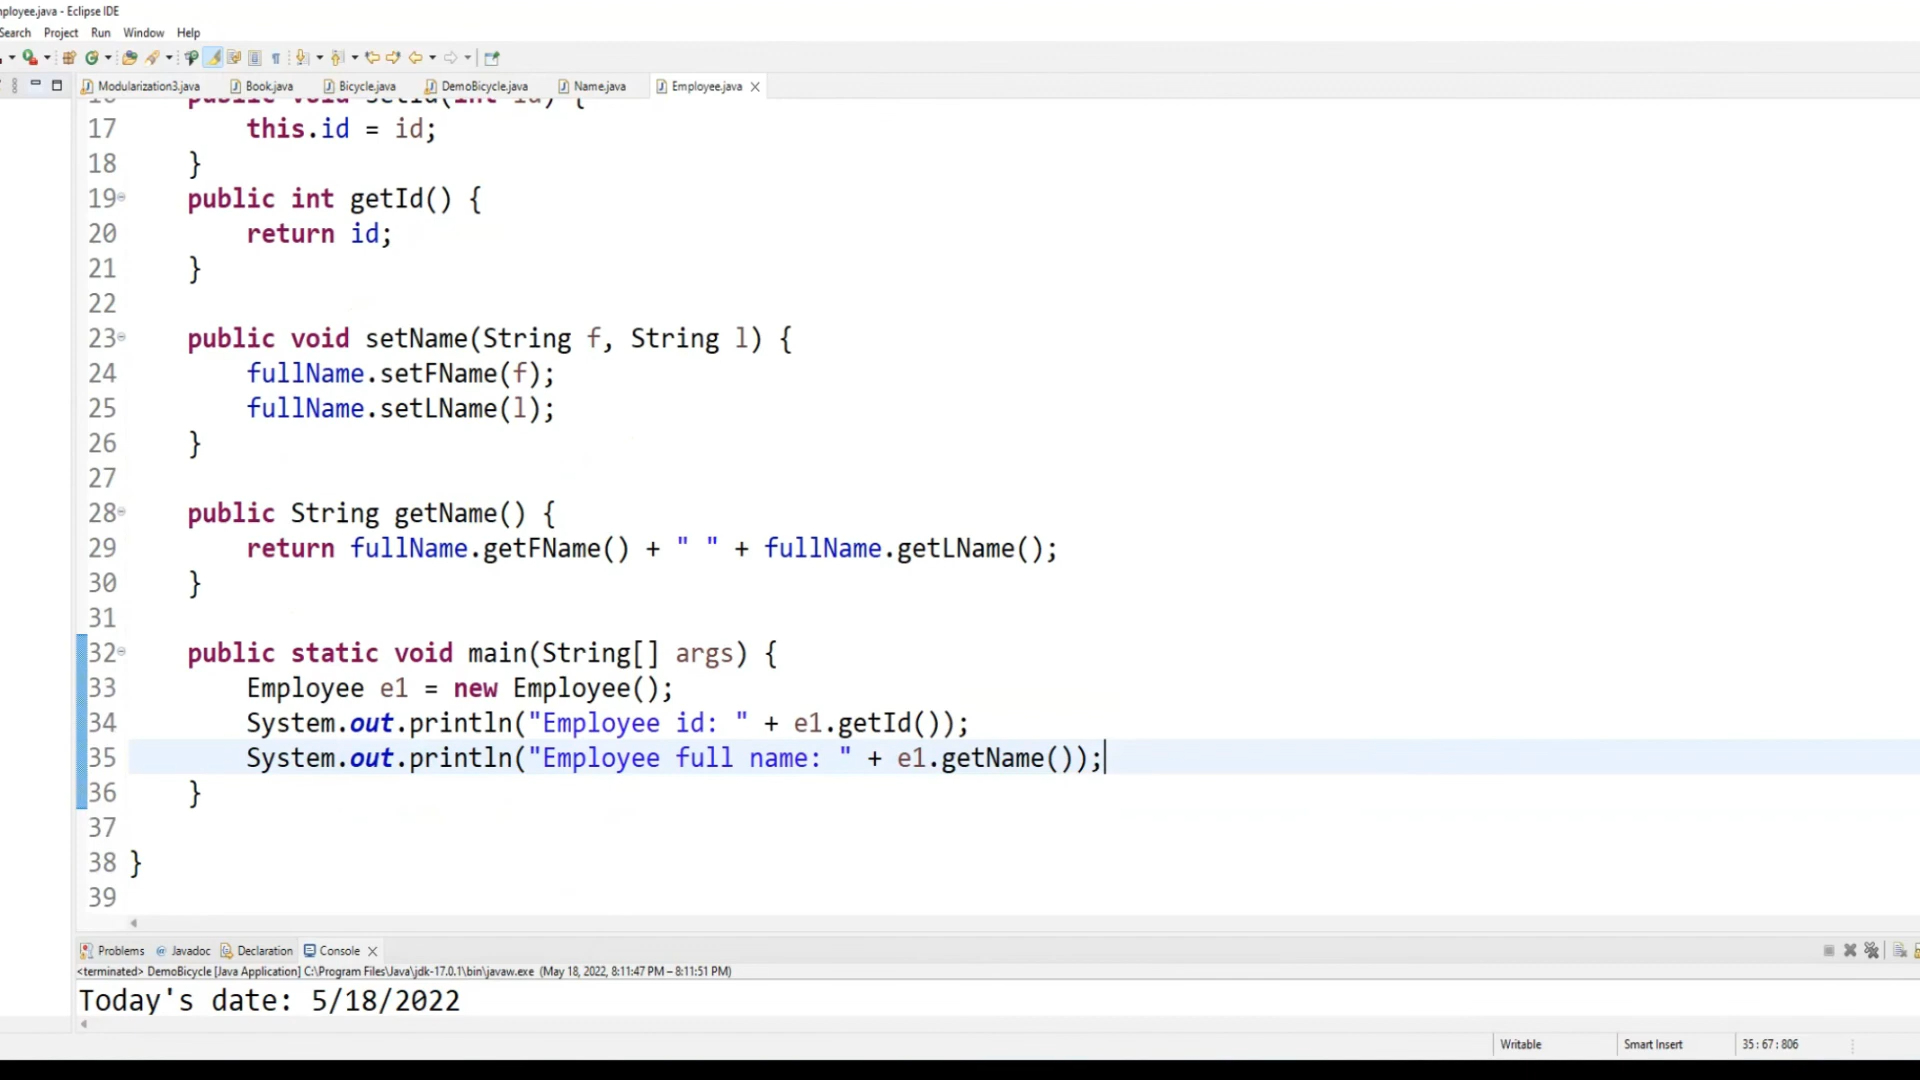 mployee.java - Eclipse IDE
Search Project Run Window Help
Modularization3.java Book.java Bicycle.java DemoBicycle.java Name.java Employee.java
16 public void setId(int id) {
17 this.id = id;
18 }
19 public int getId() {
20 return id;
21 }
22
23 public void setName(String f, String l) {
24 fullName.setFName(f);
25 fullName.setLName(l);
26 }
27
28 public String getName() {
29 return fullName.getFName() + " " + fullName.getLName();
30 }
31
32 public static void main(String[] args) {
33 Employee e1 = new Employee();
34 System.out.println("Employee id: " + e1.getId());
35 System.out.println("Employee full name: " + e1.getName());
36 }
37
38 }
39
Problems Javadoc Declaration Console
<terminated> DemoBicycle [Java Application] C:\Program Files\Java\jdk-17.0.1\bin\javaw.exe (May 18, 2022, 8:11:47 PM – 8:11:51 PM)
Today's date: 5/18/2022
Writable Smart Insert 35 : 67 : 806